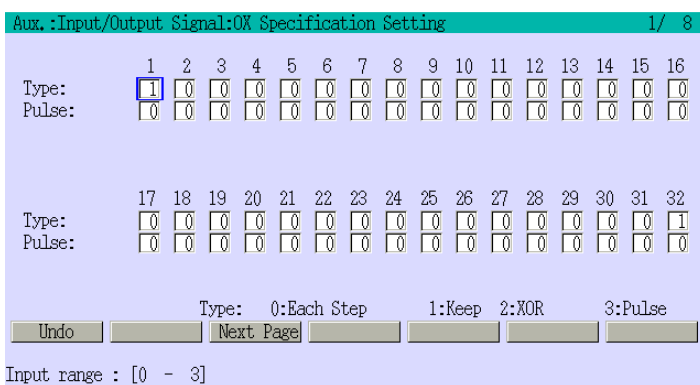 Aux.:Input/Output Signal:OX Specification Setting 1/ 8
1 2 3 4 5 6 7 8 9 10 11 12 13 14 15 16
Type: 1 0 0 0 0 0 0 0 0 0 0 0 0 0 0 0
Pulse: 0 0 0 0 0 0 0 0 0 0 0 0 0 0 0 0
17 18 19 20 21 22 23 24 25 26 27 28 29 30 31 32
Type: 0 0 0 0 0 0 0 0 0 0 0 0 0 0 0 1
Pulse: 0 0 0 0 0 0 0 0 0 0 0 0 0 0 0 0
Type: 0:Each Step 1:Keep 2:XOR 3:Pulse
Undo Next Page
Input range : [0 - 3]